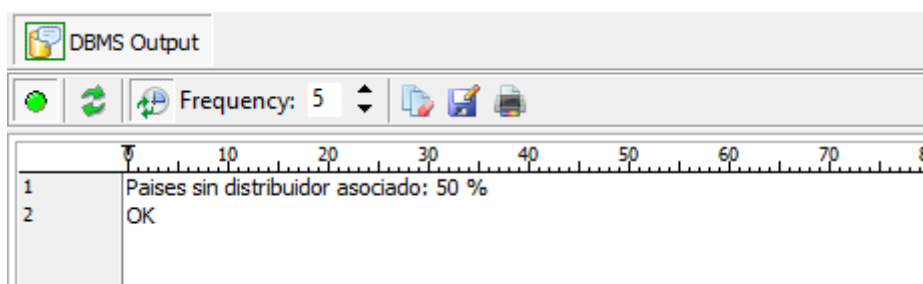 DBMS Output
Frequency: 5
0 10 20 30 40 50 60 70
1 Paises sin distribuidor asociado: 50 %
2 OK